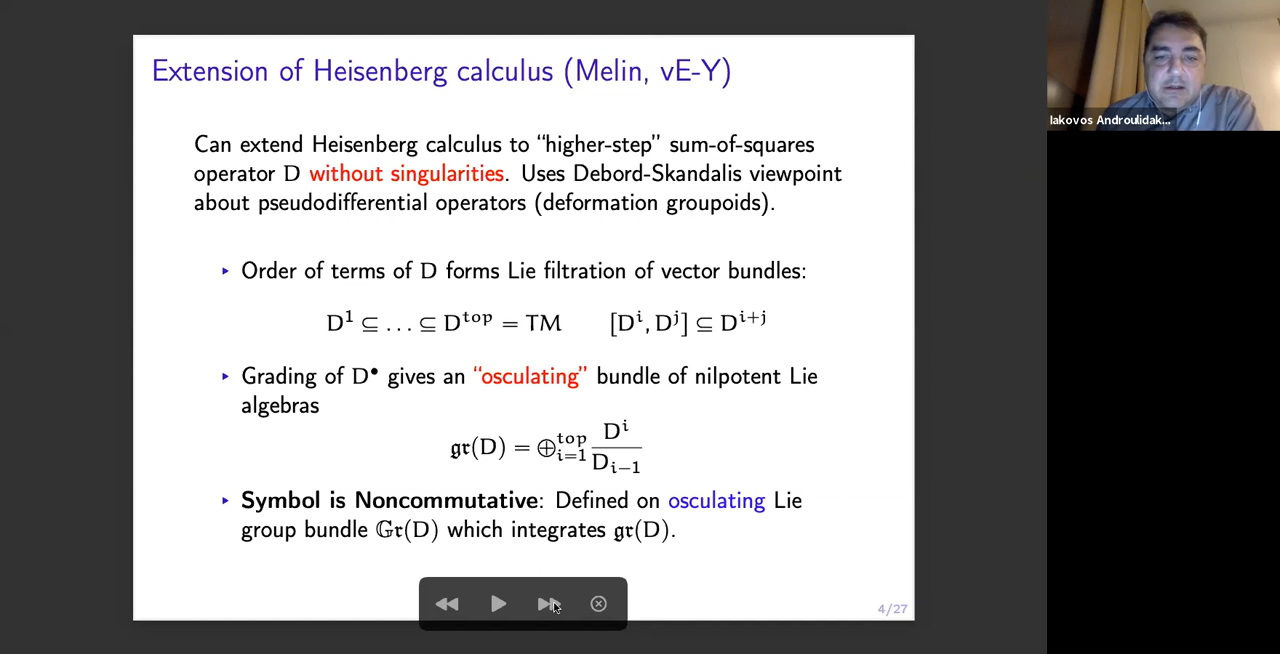 Extension of Heisenberg calculus (Melin, vE-Y)
Can extend Heisenberg calculus to “higher-step” sum-of-squares
operator D without singularities. Uses Debord-Skandalis viewpoint
about pseudodifferential operators (deformation groupoids).
▸ Order of terms of D forms Lie filtration of vector bundles:
D¹ ⊆ … ⊆ Dᵗᵒᵖ = TM [Dⁱ, Dʲ] ⊆ Dⁱ⁺ʲ
▸ Grading of D• gives an “osculating” bundle of nilpotent Lie
algebras
𝔤𝔯(D) = ⊕ᵢ₌₁ᵗᵒᵖ Dⁱ / Dᵢ₋₁
▸ Symbol is Noncommutative: Defined on osculating Lie
group bundle 𝔾𝔯(D) which integrates 𝔤𝔯(D).
4/27
Iakovos Androulidak...